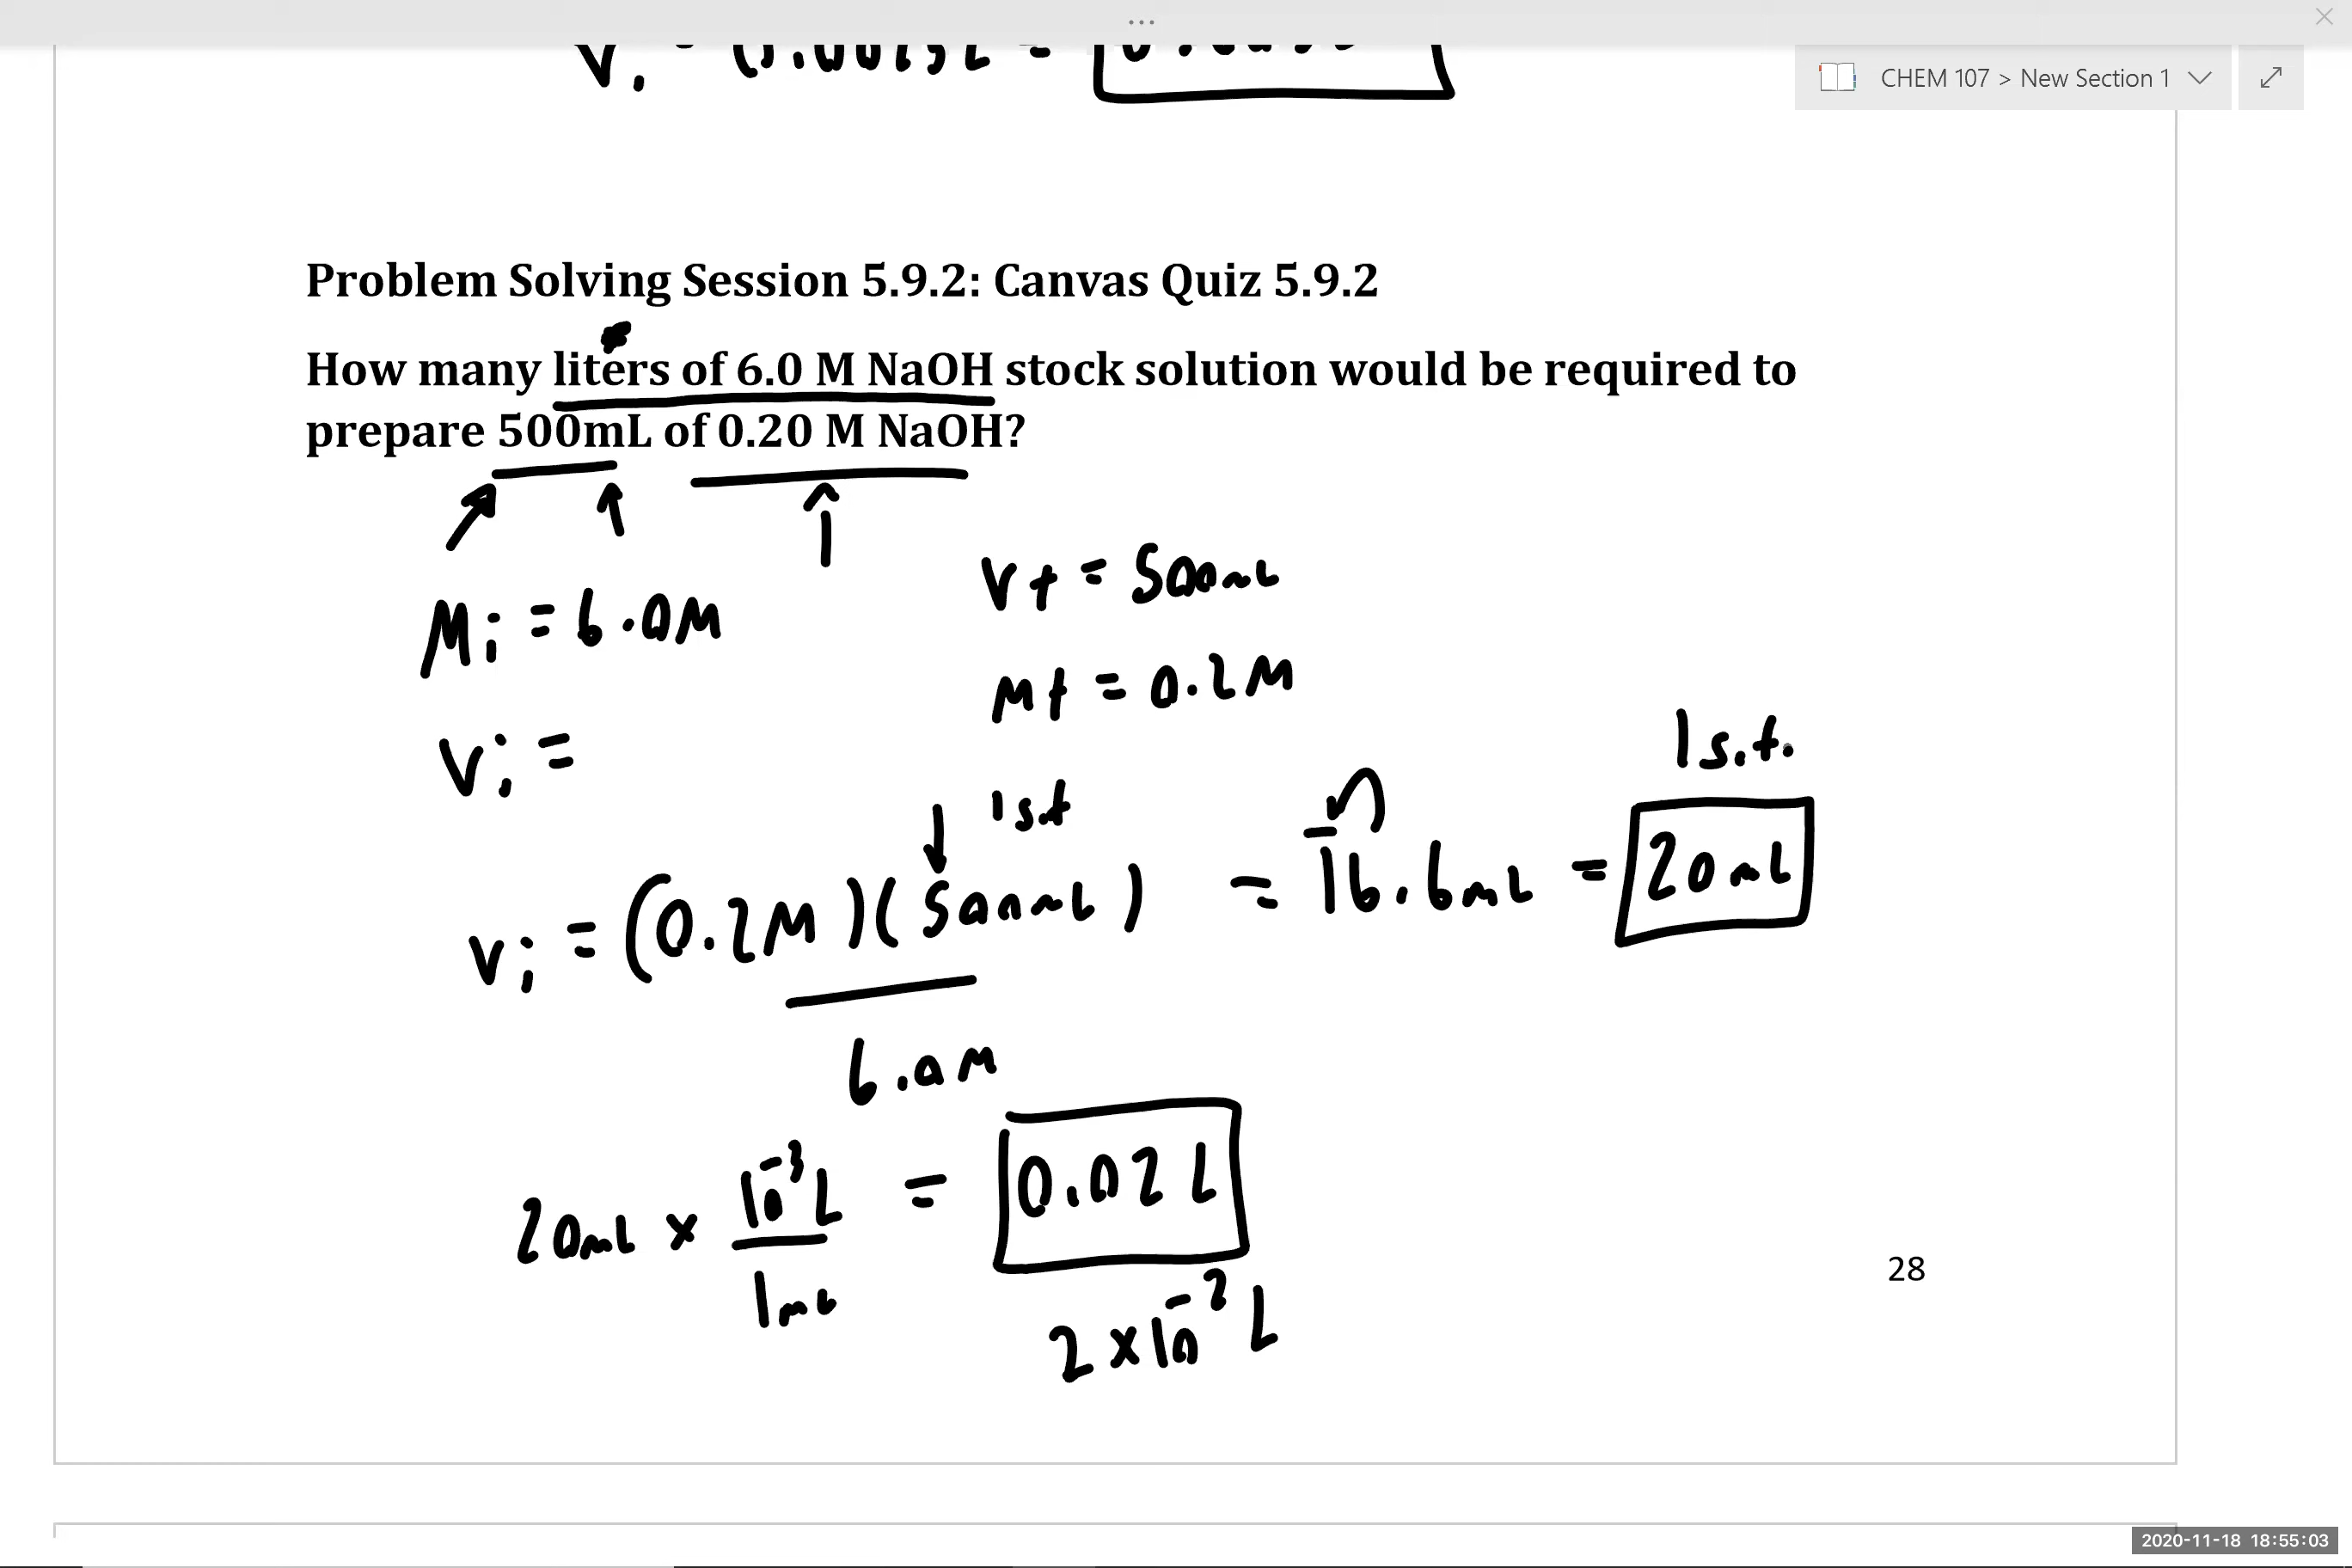 CHEM 107 > New Section 1
Problem Solving Session 5.9.2: Canvas Quiz 5.9.2
How many liters of 6.0 M NaOH stock solution would be required to
prepare 500mL of 0.20 M NaOH?
Mi = 6.0M
Vf = 500mL
Mf = 0.2M
Vi =
1 s.f.
1 s.f
Vi = (0.2M)(500mL) = 16.6mL = 20mL
6.0M
20mL x 10⁻³L = 0.02L
1mL
2 x 10⁻² L
28
2020-11-18 18:55:03